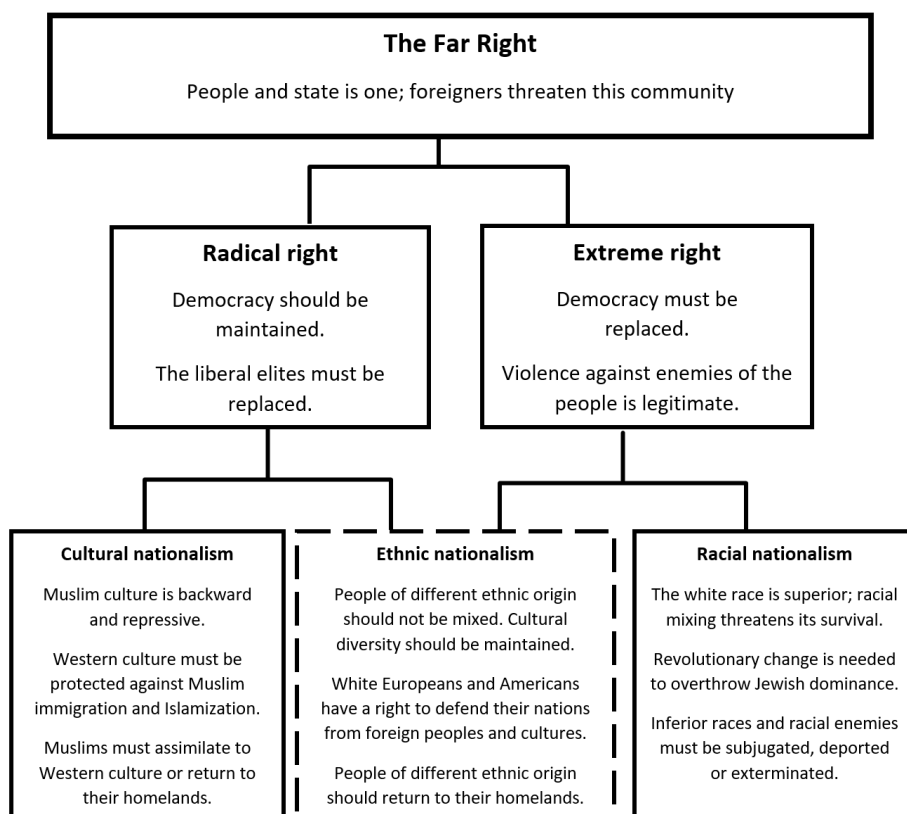 The Far Right
People and state is one; foreigners threaten this community
Radical right
Democracy should be
maintained.
The liberal elites must be
replaced.
Extreme right
Democracy must be
replaced.
Violence against enemies of the
people is legitimate.
Cultural nationalism
Muslim culture is backward
and repressive.
Western culture must be
protected against Muslim
immigration and Islamization.
Muslims must assimilate to
Western culture or return to
their homelands.
Ethnic nationalism
People of different ethnic origin
should not be mixed. Cultural
diversity should be maintained.
White Europeans and Americans
have a right to defend their nations
from foreign peoples and cultures.
People of different ethnic origin
should return to their homelands.
Racial nationalism
The white race is superior; racial
mixing threatens its survival.
Revolutionary change is needed
to overthrow Jewish dominance.
Inferior races and racial enemies
must be subjugated, deported
or exterminated.